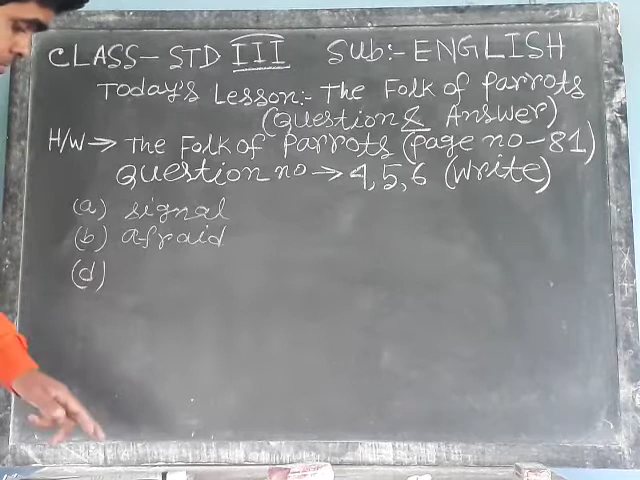 CLASS- STD III Sub:- ENGLISH
Today's Lesson:- The Folk of Parrots
(Question & Answer)
H/W → The Folk of Parrots (Page no-81)
Question no → 4, 5, 6 (Write)
(a) signal
(b) afraid
(d)